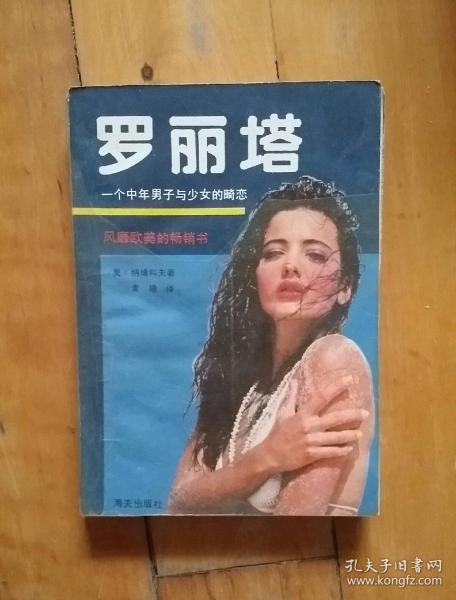 罗丽塔
一个中年男子与少女的畸恋
风靡欧美的畅销书
美 纳博科夫著
麦 穗 译
海天出版社
孔夫子旧书网
www.kongfz.com